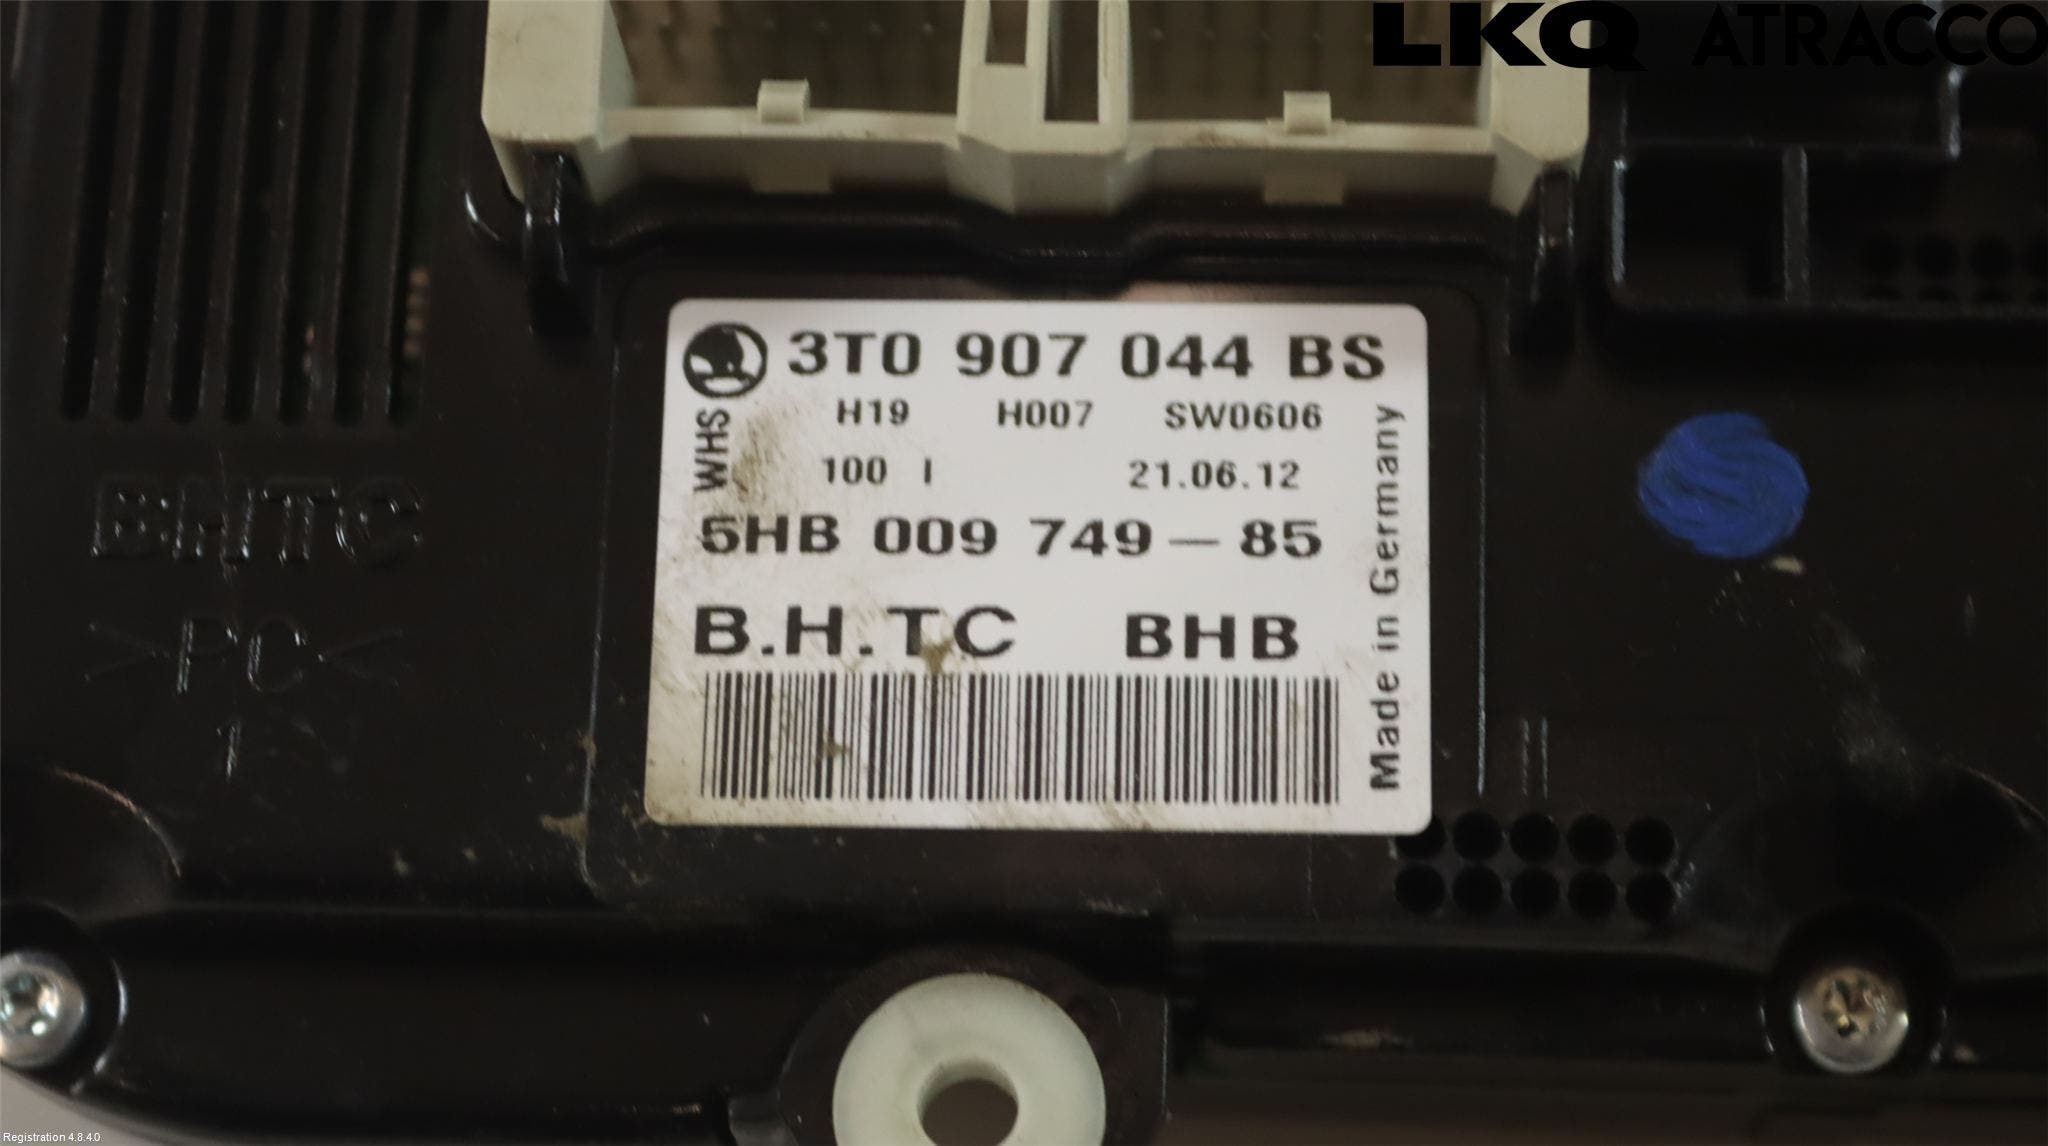 LKQ ATRACCO
3T0 907 044 BS
WHS
H19 H007 SW0606
100 I 21.06.12
5HB 009 749-85
B.H.TC BHB
Made in Germany
BHTC
>PC<
1
Registration 4.8.4.0